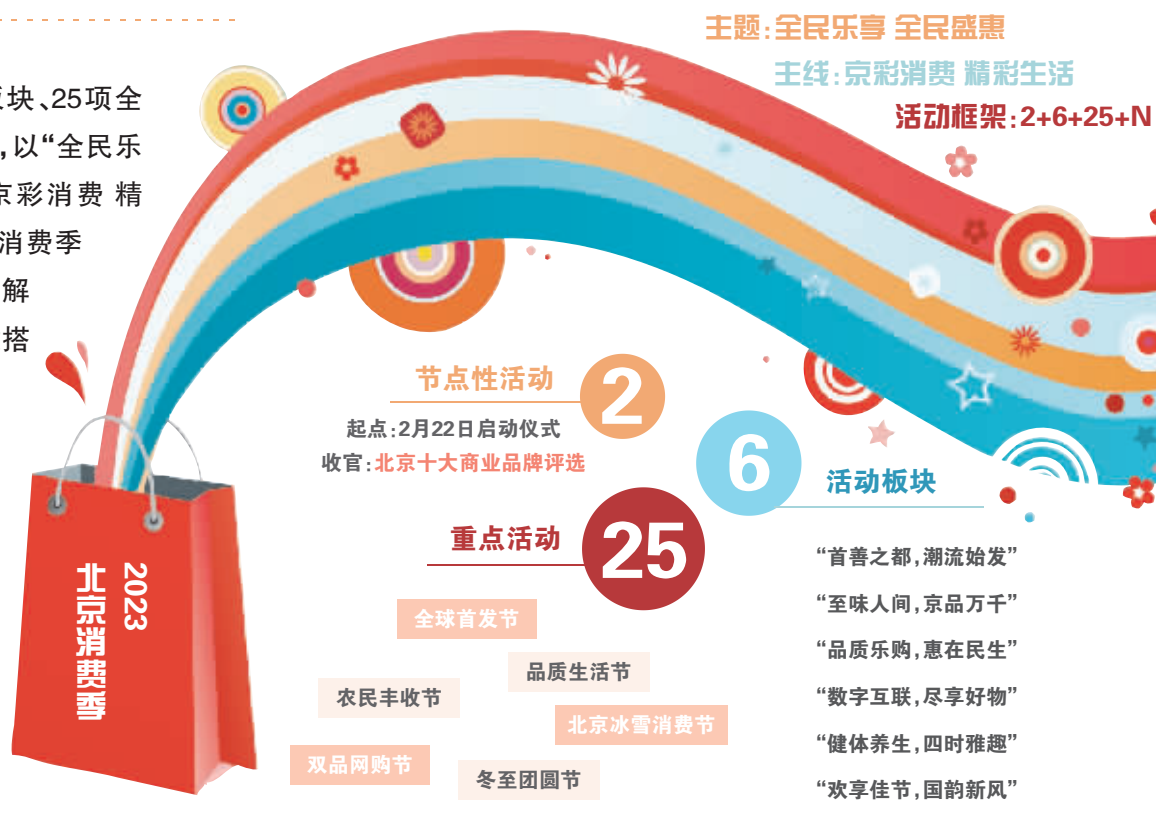 主题:全民乐享 全民盛惠
主线:京彩消费 精彩生活
活动框架:2+6+25+N
板块、25项全
,以“全民乐
京彩消费 精
消费季
解
搭
节点性活动 2
起点:2月22日启动仪式
收官:北京十大商业品牌评选
6 活动板块
“首善之都,潮流始发”
“至味人间,京品万千”
“品质乐购,惠在民生”
“数字互联,尽享好物”
“健体养生,四时雅趣”
“欢享佳节,国韵新风”
重点活动 25
全球首发节
品质生活节
农民丰收节
北京冰雪消费节
双品网购节
冬至团圆节
2023
北京消费季